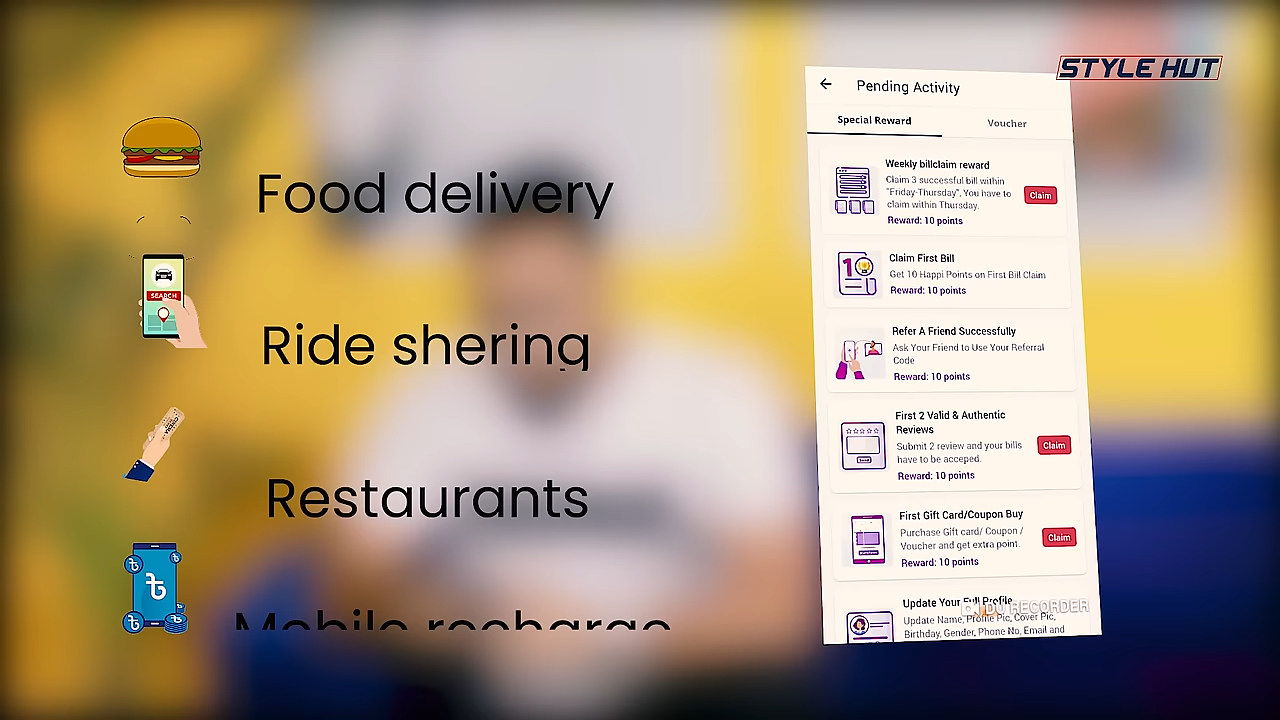 STYLE HUT
Food delivery
SEARCH
Ride shering
Restaurants
৳
Mobile recharge
Pending Activity
Special Reward
Voucher
Weekly billclaim reward
Claim 3 successful bill within
"Friday-Thursday". You have to
claim within Thursday.
Reward: 10 points
Claim
Claim First Bill
Get 10 Happi Points on First Bill Claim
Reward: 10 points
Refer A Friend Successfully
Ask Your Friend to Use Your Referral
Code
Reward: 10 points
First 2 Valid & Authentic
Reviews
Submit 2 review and your bills
have to be acceped.
Reward: 10 points
Claim
First Gift Card/Coupon Buy
Purchase Gift card/ Coupon /
Voucher and get extra point.
Reward: 10 points
Claim
Update Your Full Profile
DU RECORDER
Update Name, Profile Pic, Cover Pic,
Birthday, Gender, Phone No, Email and